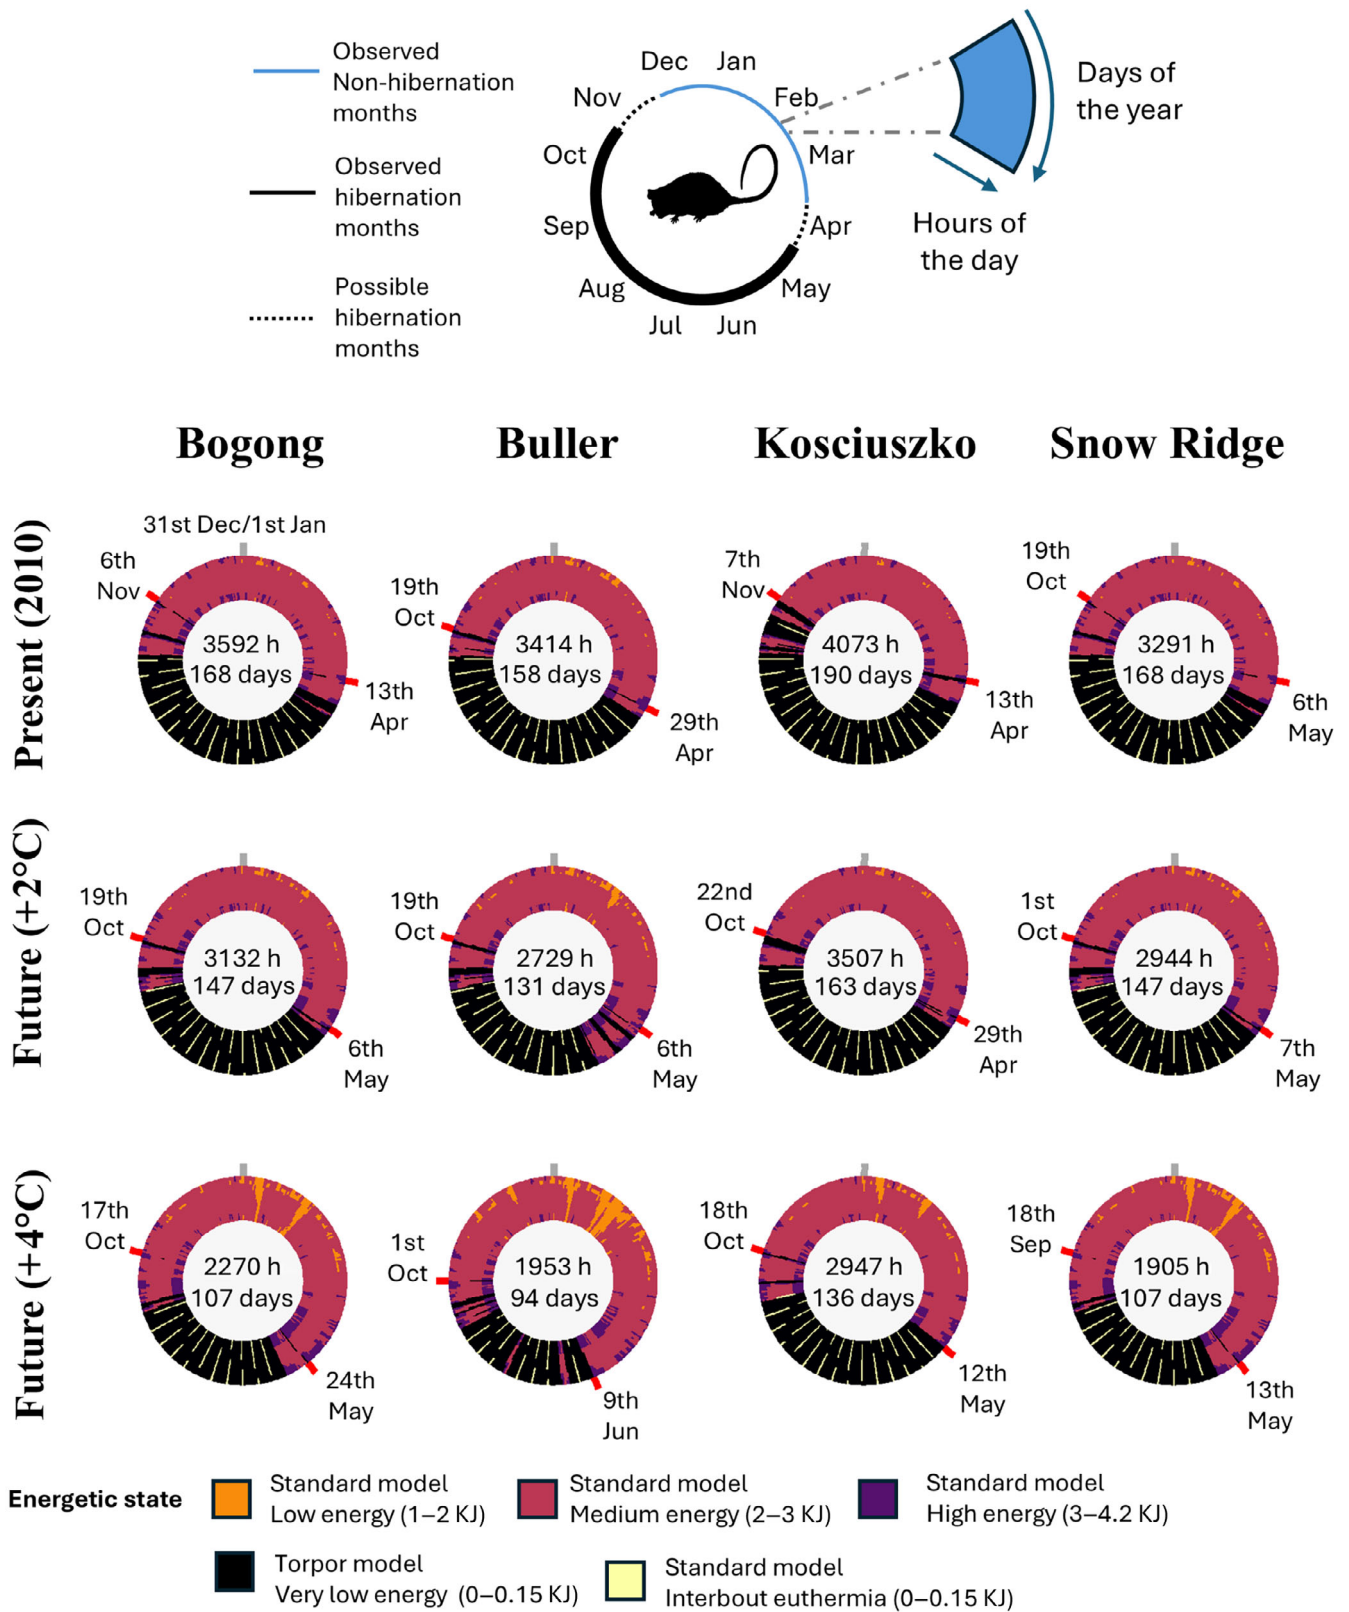 Observed
Non-hibernation
months
Observed
hibernation
months
Possible
hibernation
months
Dec
Jan
Nov
Feb
Oct
Mar
Sep
Apr
Aug
May
Jul
Jun
Days of
the year
Hours of
the day
Bogong
Buller
Kosciuszko
Snow Ridge
Present (2010)
31st Dec/1st Jan
6th
Nov
3592 h
168 days
13th
Apr
19th
Oct
3414 h
158 days
29th
Apr
7th
Nov
4073 h
190 days
13th
Apr
19th
Oct
3291 h
168 days
6th
May
Future (+2°C)
19th
Oct
3132 h
147 days
6th
May
19th
Oct
2729 h
131 days
6th
May
22nd
Oct
3507 h
163 days
29th
Apr
1st
Oct
2944 h
147 days
7th
May
Future (+4°C)
17th
Oct
2270 h
107 days
24th
May
1st
Oct
1953 h
94 days
9th
Jun
18th
Oct
2947 h
136 days
12th
May
18th
Sep
1905 h
107 days
13th
May
Energetic state
Standard model
Low energy (1–2 KJ)
Standard model
Medium energy (2–3 KJ)
Standard model
High energy (3–4.2 KJ)
Torpor model
Very low energy (0–0.15 KJ)
Standard model
Interbout euthermia (0–0.15 KJ)